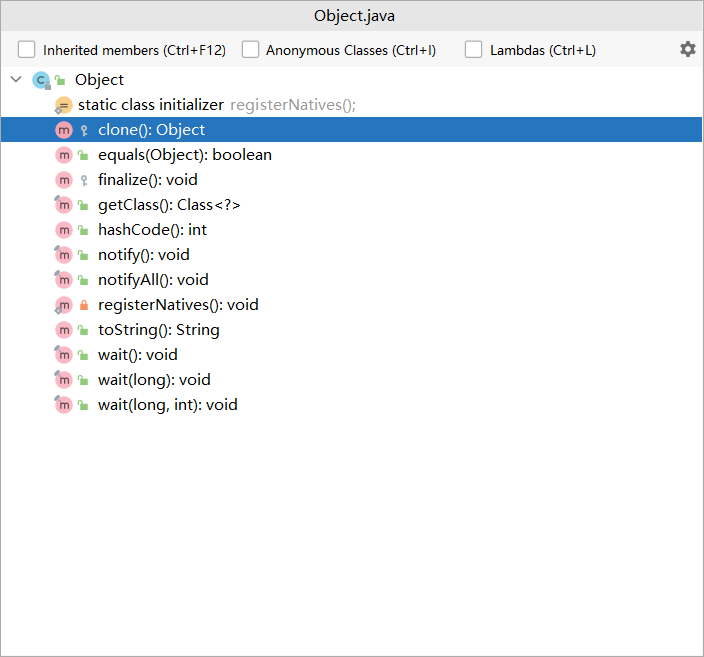 Object.java
Inherited members (Ctrl+F12) Anonymous Classes (Ctrl+I) Lambdas (Ctrl+L)
Object
static class initializer registerNatives();
clone(): Object
equals(Object): boolean
finalize(): void
getClass(): Class<?>
hashCode(): int
notify(): void
notifyAll(): void
registerNatives(): void
toString(): String
wait(): void
wait(long): void
wait(long, int): void